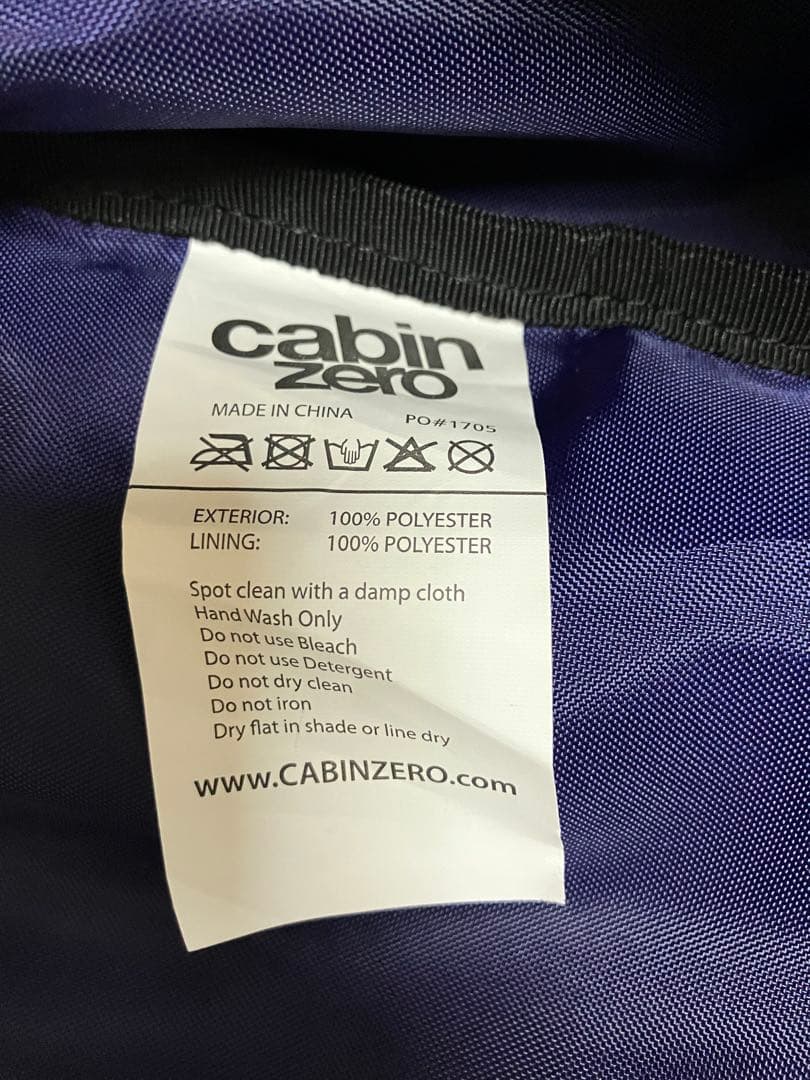 cabin
zero
MADE IN CHINA
PO#1705
EXTERIOR: 100% POLYESTER
LINING: 100% POLYESTER
Spot clean with a damp cloth
Hand Wash Only
Do not use Bleach
Do not use Detergent
Do not dry clean
Do not iron
Dry flat in shade or line dry
www.CABINZERO.com